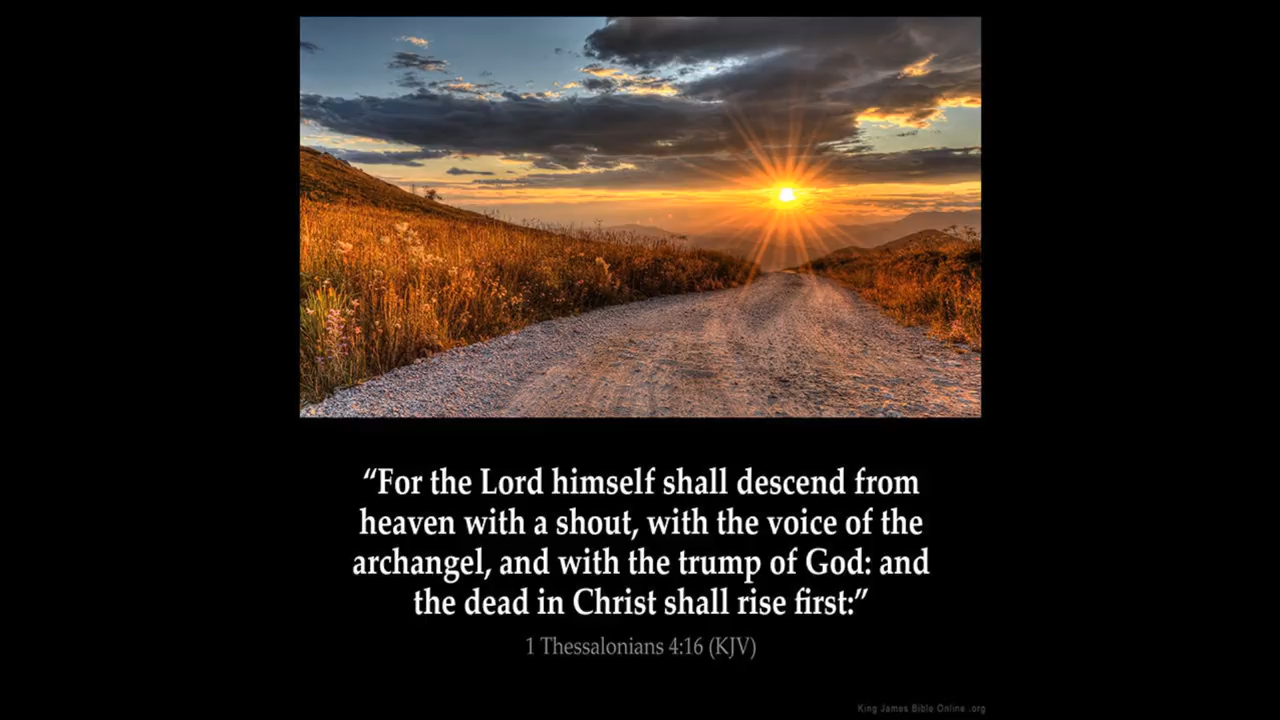 “For the Lord himself shall descend from
heaven with a shout, with the voice of the
archangel, and with the trump of God: and
the dead in Christ shall rise first:”
1 Thessalonians 4:16 (KJV)
King James Bible Online .org